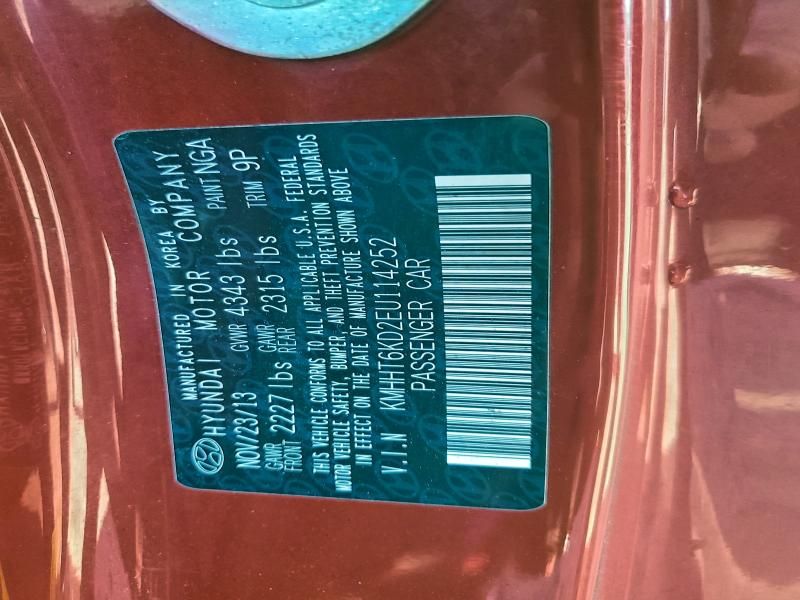 MANUFACTURED IN KOREA BY
HYUNDAI MOTOR COMPANY
NOV/23/13 GVWR 4343 lbs PAINT NGA
GAWR FRONT 2227 lbs GAWR REAR 2315 lbs TRIM 9P
THIS VEHICLE CONFORMS TO ALL APPLICABLE U.S.A. FEDERAL
MOTOR VEHICLE SAFETY, BUMPER, AND THEFT PREVENTION STANDARDS
IN EFFECT ON THE DATE OF MANUFACTURE SHOWN ABOVE
V.I.N KMHHT6KD2EU114252
PASSENGER CAR